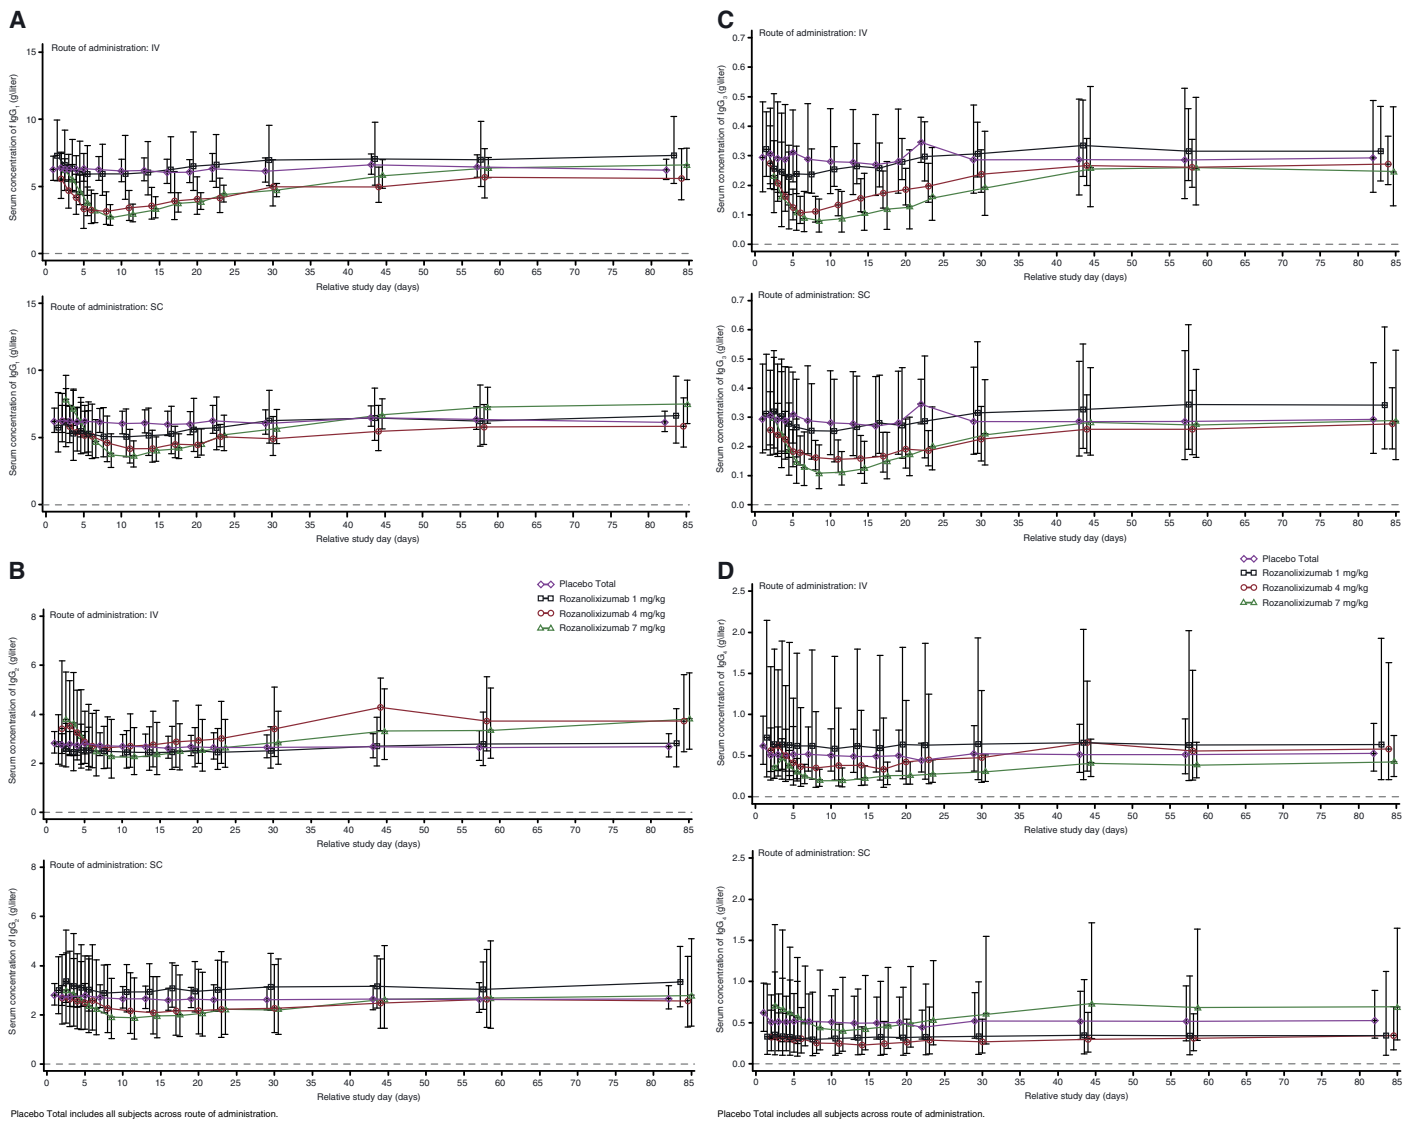 A
Route of administration: IV
Serum concentration of IgG1 (g\liter)
15
10
5
0
0 5 10 15 20 25 30 35 40 45 50 55 60 65 70 75 80 85
Relative study day (days)
Route of administration: SC
Serum concentration of IgG1 (g\liter)
15
10
5
0
0 5 10 15 20 25 30 35 40 45 50 55 60 65 70 75 80 85
Relative study day (days)
B
Placebo Total
Rozanolixizumab 1 mg/kg
Rozanolixizumab 4 mg/kg
Rozanolixizumab 7 mg/kg
Route of administration: IV
Serum concentration of IgG2 (g\liter)
8
6
4
2
0
0 5 10 15 20 25 30 35 40 45 50 55 60 65 70 75 80 85
Relative study day (days)
Route of administration: SC
Serum concentration of IgG2 (g\liter)
8
6
4
2
0
0 5 10 15 20 25 30 35 40 45 50 55 60 65 70 75 80 85
Relative study day (days)
Placebo Total includes all subjects across route of administration.
C
Route of administration: IV
Serum concentration of IgG3 (g\liter)
0.7
0.6
0.5
0.4
0.3
0.2
0.1
0.0
0 5 10 15 20 25 30 35 40 45 50 55 60 65 70 75 80 85
Relative study day (days)
Route of administration: SC
Serum concentration of IgG3 (g\liter)
0.7
0.6
0.5
0.4
0.3
0.2
0.1
0.0
0 5 10 15 20 25 30 35 40 45 50 55 60 65 70 75 80 85
Relative study day (days)
D
Placebo Total
Rozanolixizumab 1 mg/kg
Rozanolixizumab 4 mg/kg
Rozanolixizumab 7 mg/kg
Route of administration: IV
Serum concentration of IgG4 (g\liter)
2.5
2.0
1.5
1.0
0.5
0.0
0 5 10 15 20 25 30 35 40 45 50 55 60 65 70 75 80 85
Relative study day (days)
Route of administration: SC
Serum concentration of IgG4 (g\liter)
2.5
2.0
1.5
1.0
0.5
0.0
0 5 10 15 20 25 30 35 40 45 50 55 60 65 70 75 80 85
Relative study day (days)
Placebo Total includes all subjects across route of administration.